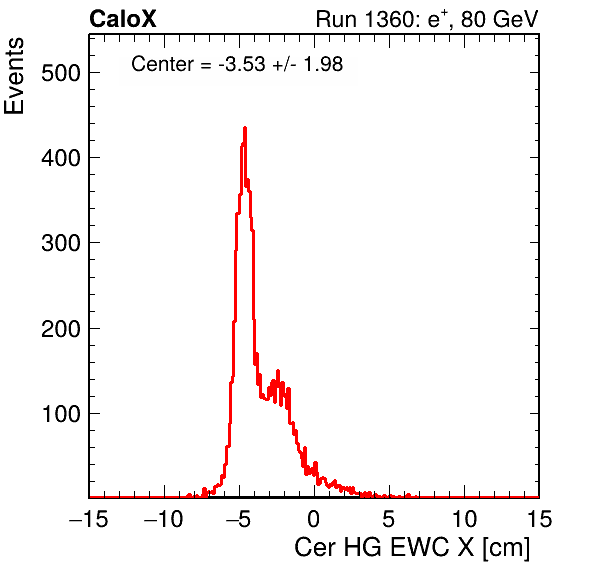 CaloX
Run 1360: e+, 80 GeV
Center = -3.53 +/- 1.98
Events
500
400
300
200
100
−15 −10 −5 0 5 10 15
Cer HG EWC X [cm]